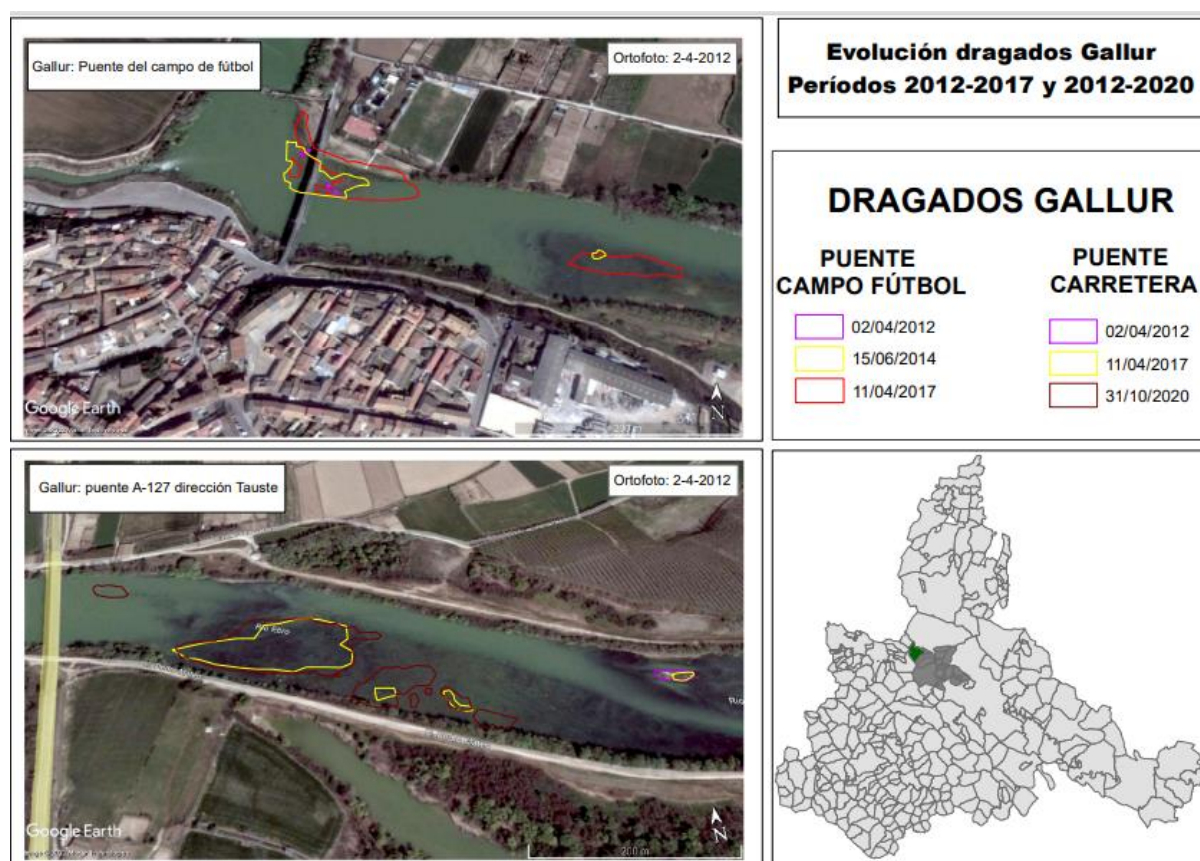 Gallur: Puente del campo de fútbol
Ortofoto: 2-4-2012
Evolución dragados Gallur
Períodos 2012-2017 y 2012-2020
DRAGADOS GALLUR
PUENTE
CAMPO FÚTBOL
02/04/2012
15/06/2014
11/04/2017
PUENTE
CARRETERA
02/04/2012
11/04/2017
31/10/2020
Google Earth
N
Gallur: puente A-127 dirección Tauste
Ortofoto: 2-4-2012
Río Ebro
Río
Google Earth
N
200 m